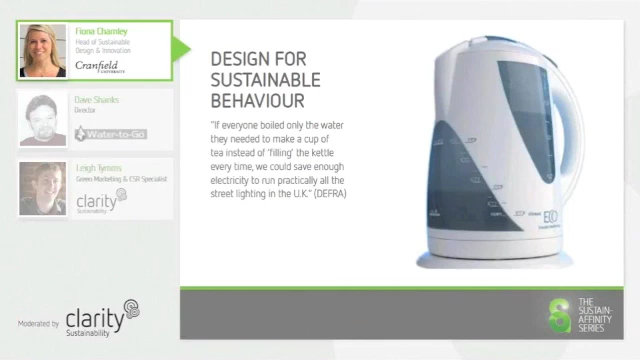 Fiona Charnley
Head of Sustainable
Design & Innovation
Cranfield
UNIVERSITY
Dave Shanks
Director
Water-to-Go
Leigh Tymms
Green Marketing & CSR Specialist
clarity
Sustainability
DESIGN FOR
SUSTAINABLE
BEHAVIOUR
"If everyone boiled only the water
they needed to make a cup of
tea instead of 'filling' the kettle
every time, we could save enough
electricity to run practically all the
street lighting in the U.K." (DEFRA)
ECO
Moderated by clarity
Sustainability
THE
SUSTAIN-
AFFINITY
SERIES